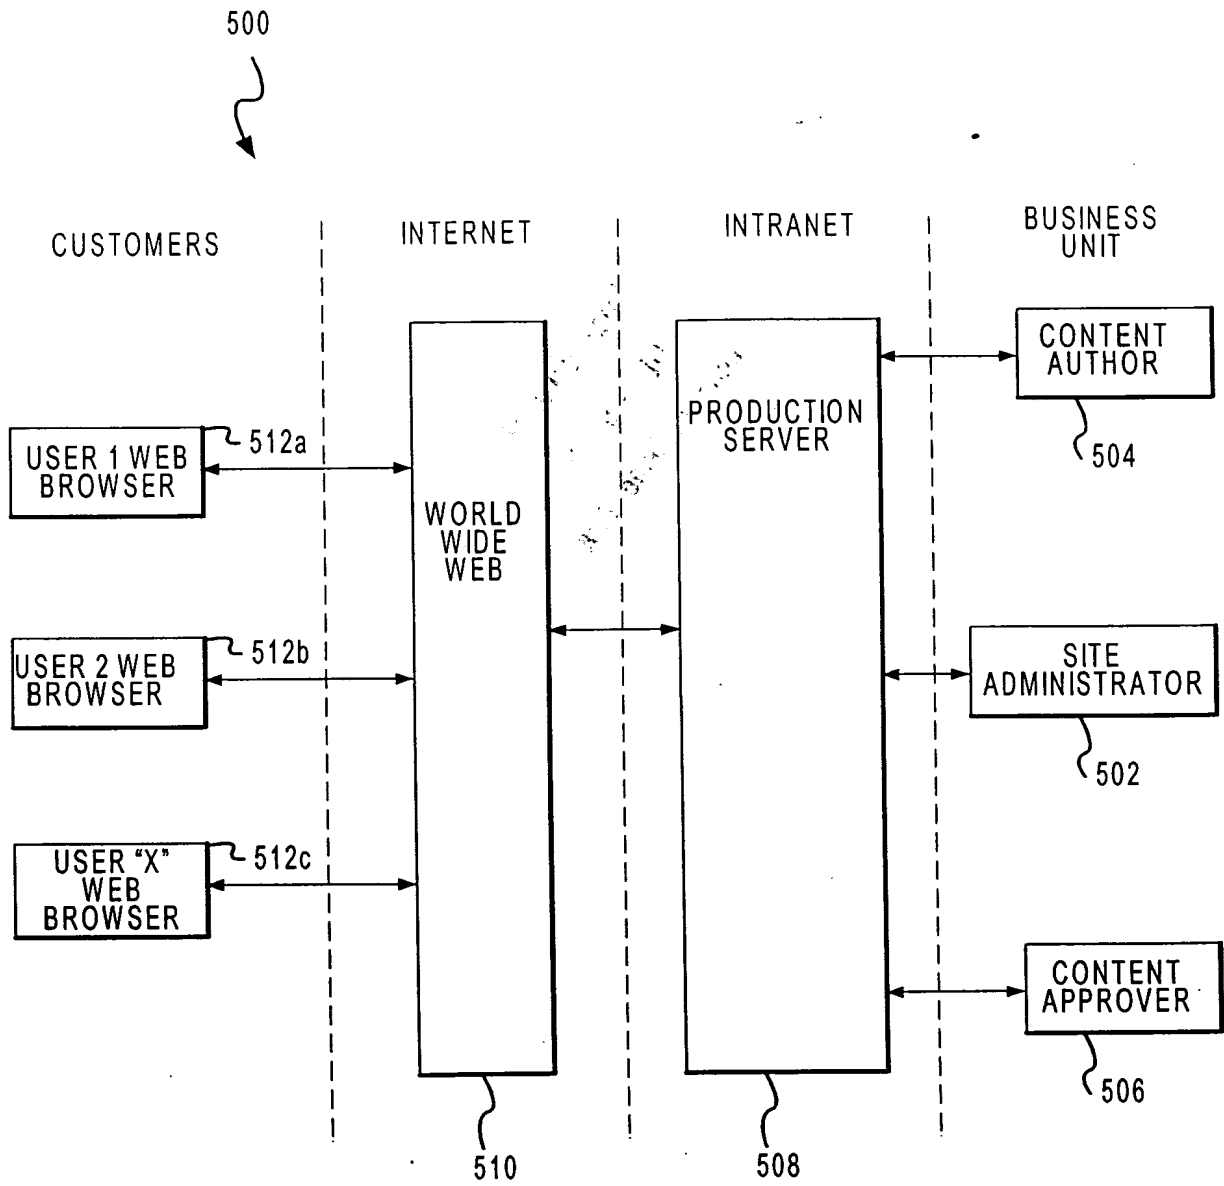 500
CUSTOMERS
INTERNET
INTRANET
BUSINESS
UNIT
CONTENT
AUTHOR
504
PRODUCTION
SERVER
USER 1 WEB
BROWSER
512a
WORLD
WIDE
WEB
USER 2 WEB
BROWSER
512b
SITE
ADMINISTRATOR
502
USER "X"
WEB
BROWSER
512c
CONTENT
APPROVER
506
510
508